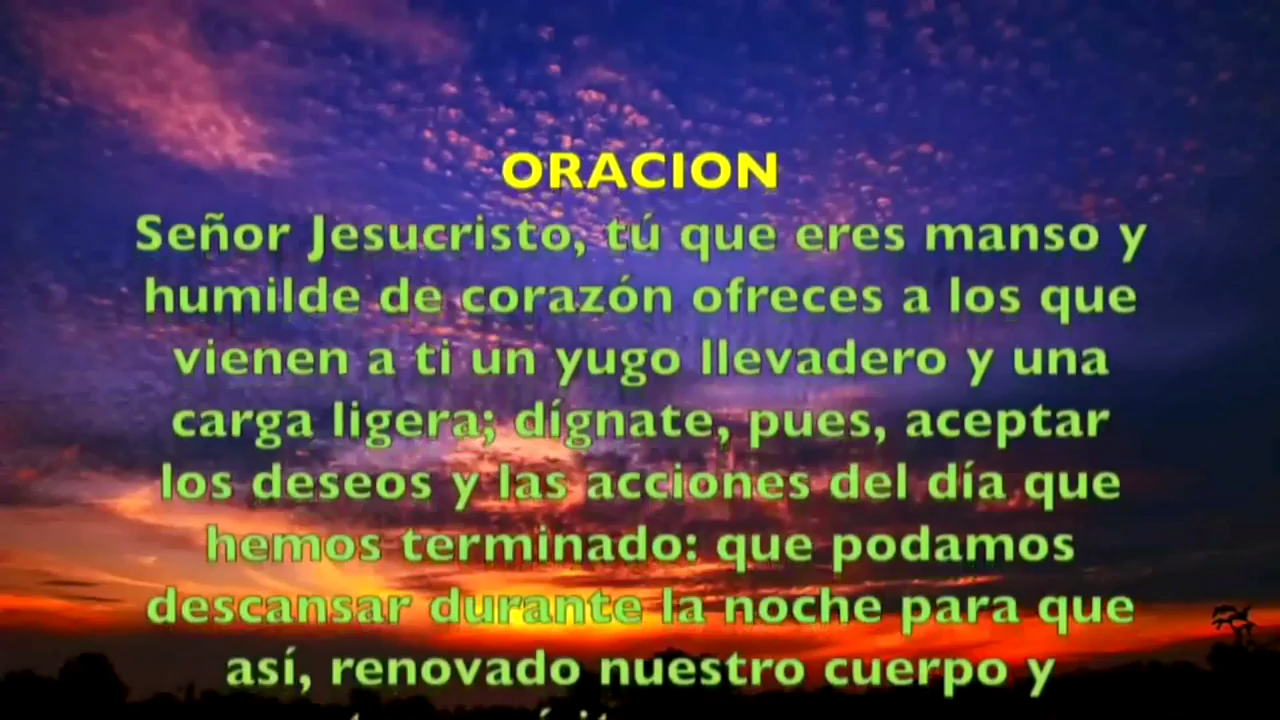 ORACION
Señor Jesucristo, tú que eres manso y
humilde de corazón ofreces a los que
vienen a ti un yugo llevadero y una
carga ligera; dígnate, pues, aceptar
los deseos y las acciones del día que
hemos terminado: que podamos
descansar durante la noche para que
así, renovado nuestro cuerpo y